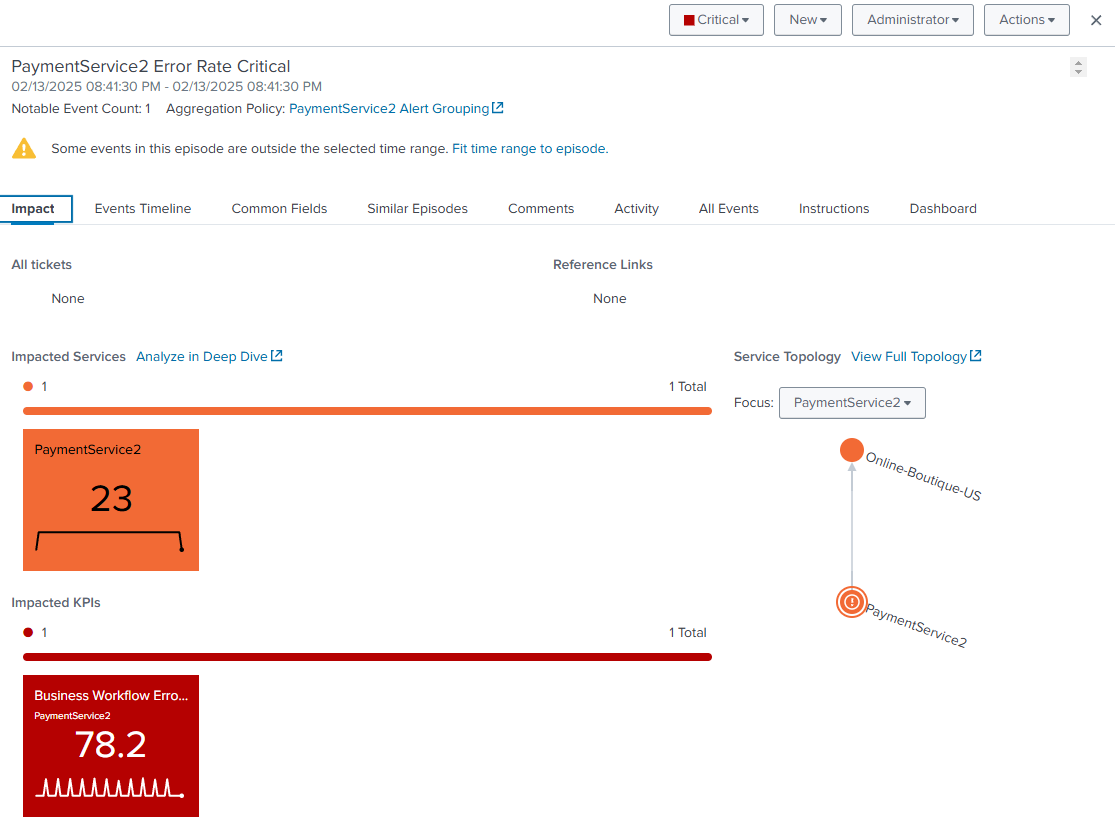 Critical New Administrator Actions
PaymentService2 Error Rate Critical
02/13/2025 08:41:30 PM - 02/13/2025 08:41:30 PM
Notable Event Count: 1 Aggregation Policy: PaymentService2 Alert Grouping
Some events in this episode are outside the selected time range. Fit time range to episode.
Impact Events Timeline Common Fields Similar Episodes Comments Activity All Events Instructions Dashboard
All tickets
None
Reference Links
None
Impacted Services Analyze in Deep Dive
1 1 Total
PaymentService2
23
Impacted KPIs
1 1 Total
Business Workflow Erro...
PaymentService2
78.2
Service Topology View Full Topology
Focus: PaymentService2
Online-Boutique-US
PaymentService2